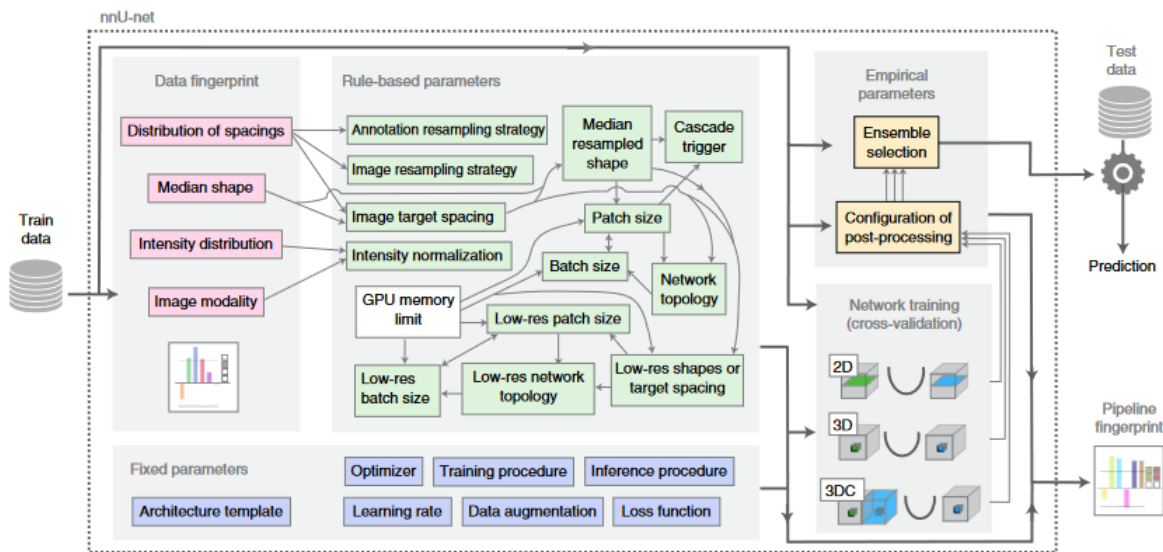 nnU-net
Train
data
Data fingerprint
Distribution of spacings
Median shape
Intensity distribution
Image modality
Rule-based parameters
Annotation resampling strategy
Image resampling strategy
Image target spacing
Intensity normalization
Median
resampled
shape
Cascade
trigger
Patch size
Batch size
Network
topology
GPU memory
limit
Low-res patch size
Low-res
batch size
Low-res network
topology
Low-res shapes or
target spacing
Fixed parameters
Optimizer
Training procedure
Inference procedure
Architecture template
Learning rate
Data augmentation
Loss function
Empirical
parameters
Ensemble
selection
Configuration of
post-processing
Network training
(cross-validation)
2D
3D
3DC
Test
data
Prediction
Pipeline
fingerprint